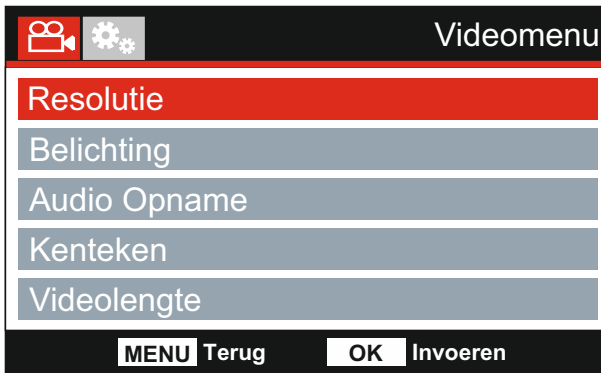 Videomenu
Resolutie
Belichting
Audio Opname
Kenteken
Videolengte
MENU Terug OK Invoeren